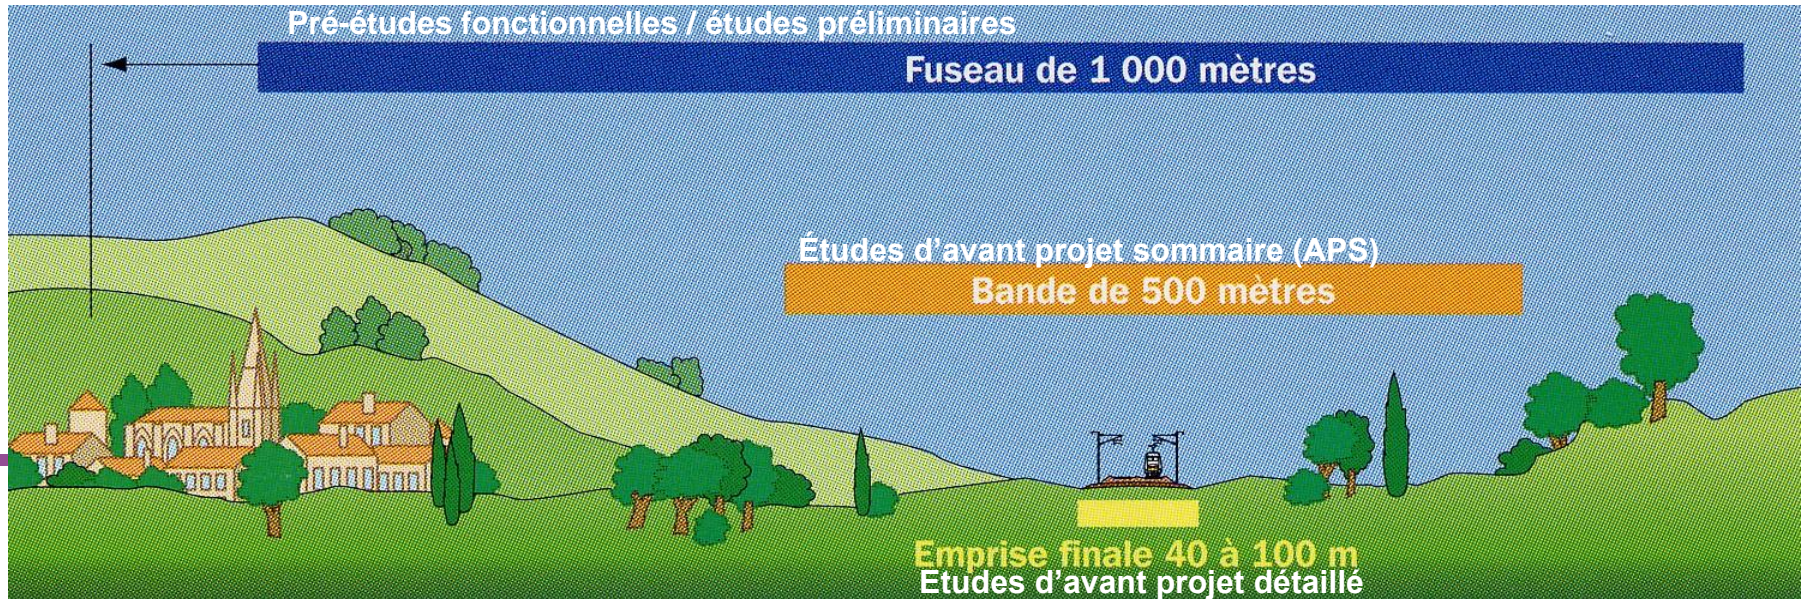 Pré-études fonctionnelles / études préliminaires
Fuseau de 1 000 mètres
Études d’avant projet sommaire (APS)
Bande de 500 mètres
Emprise finale 40 à 100 m
Etudes d’avant projet détaillé